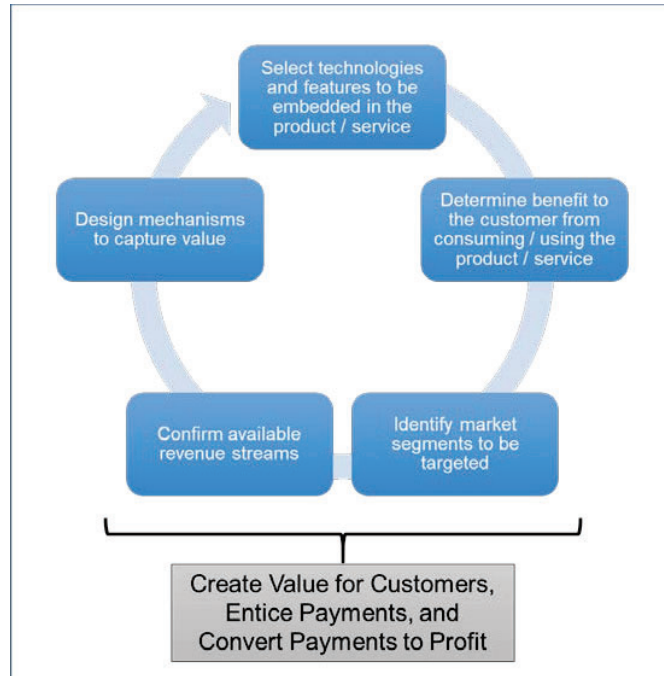 Select technologies
and features to be
embedded in the
product / service
Determine benefit to
the customer from
consuming / using the
product / service
Identify market
segments to be
targeted
Confirm available
revenue streams
Design mechanisms
to capture value
Create Value for Customers,
Entice Payments, and
Convert Payments to Profit